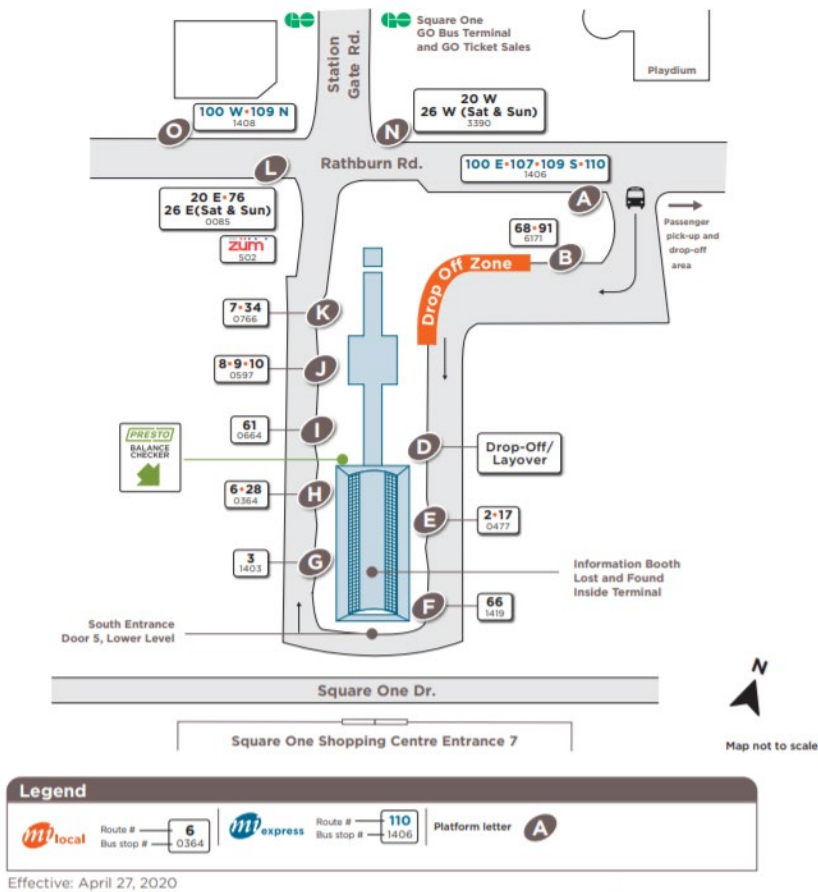 GO
GO
Square One
GO Bus Terminal
and GO Ticket Sales
Station
Gate Rd.
Playdium
100 W•109 N
1408
O
20 W
26 W (Sat & Sun)
3390
N
Rathburn Rd.
L
100 E•107•109 S•110
1406
A
20 E•76
26 E(Sat & Sun)
0085
züm
502
68•91
6171
B
Passenger
pick-up and
drop-off
area
Drop Off Zone
7•34
0766
K
8•9•10
0597
J
61
0664
I
D
Drop-Off/
Layover
PRESTO
BALANCE
CHECKER
6•28
0364
H
E
2•17
0477
3
1403
G
Information Booth
Lost and Found
Inside Terminal
F
66
1419
South Entrance
Door 5, Lower Level
Square One Dr.
N
Square One Shopping Centre Entrance 7
Map not to scale
Legend
mi local
Route #
Bus stop #
6
0364
mi express
Route #
Bus stop #
110
1406
Platform letter
A
Effective: April 27, 2020